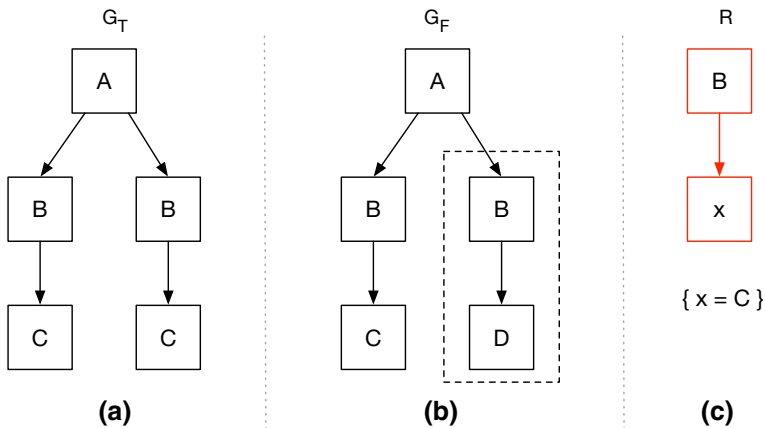 G_T G_F R
A A B
B B B B x
{ x = C }
C C C D
(a) (b) (c)